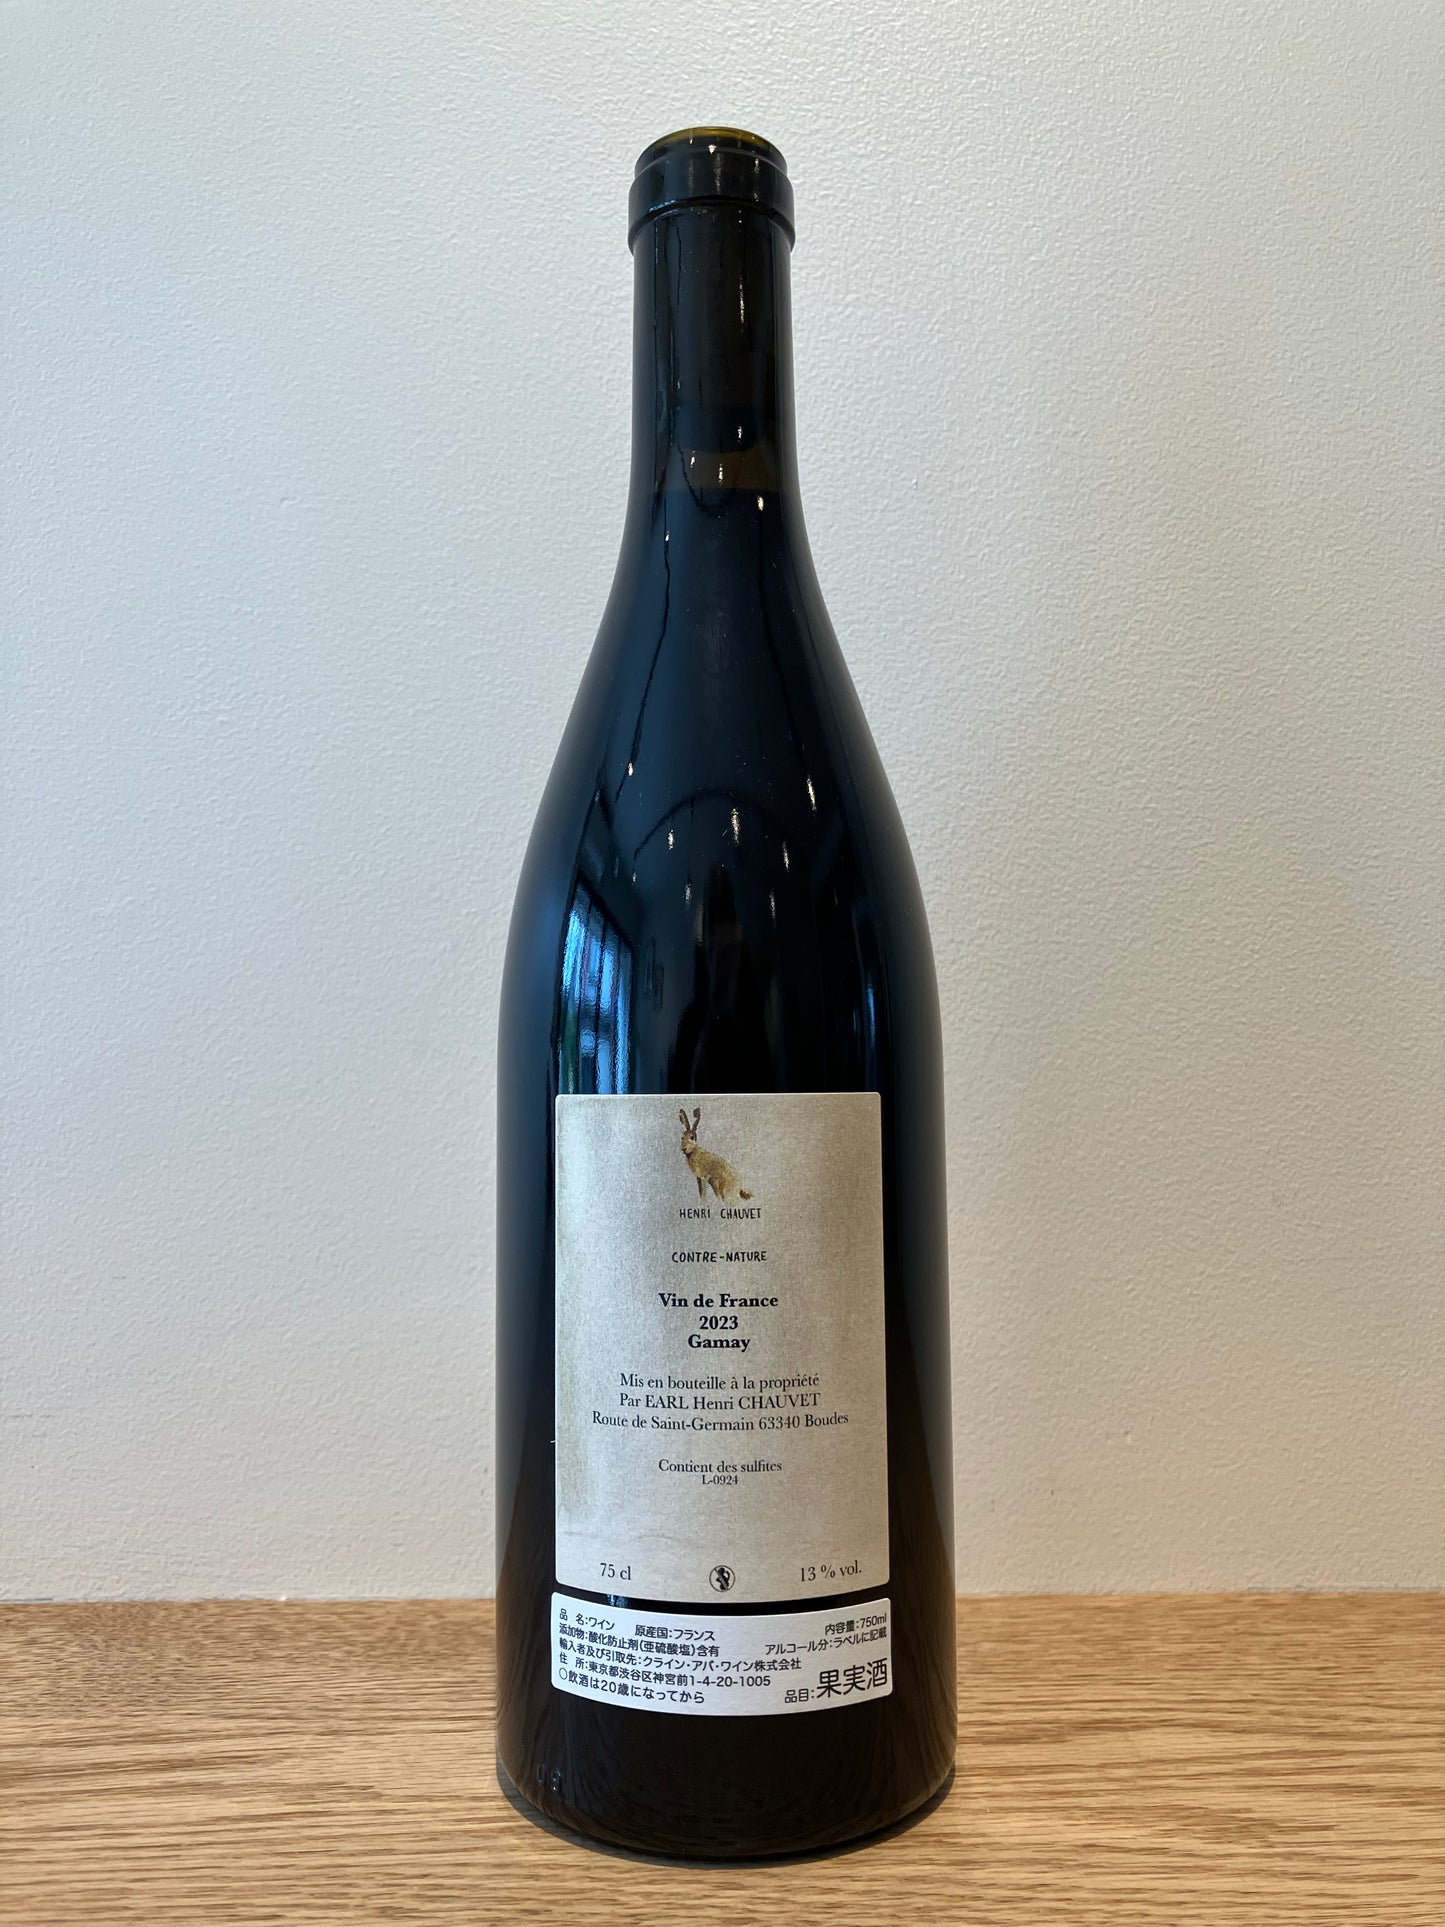 HENRI CHAUVET
CONTRE-NATURE
Vin de France
2023
Gamay
Mis en bouteille à la propriété
Par EARL Henri CHAUVET
Route de Saint-Germain 63340 Boudes
Contient des sulfites
L-0924
75 cl 13 % vol.
品 名:ワイン 原産国:フランス 内容量:750ml
添加物:酸化防止剤(亜硫酸塩)含有 アルコール分:ラベルに記載
輸入者及び引取先:クライン・アパ・ワイン株式会社
住 所:東京都渋谷区神宮前1-4-20-1005
○飲酒は20歳になってから 品目:果実酒